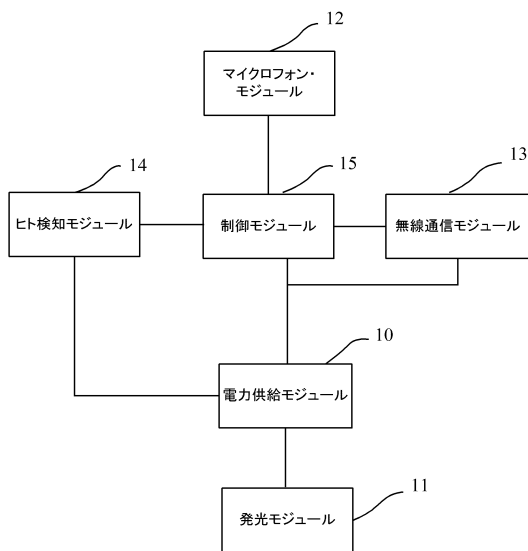 12
マイクロフォン・
モジュール
14
15
13
ヒト検知モジュール
制御モジュール
無線通信モジュール
10
電力供給モジュール
11
発光モジュール